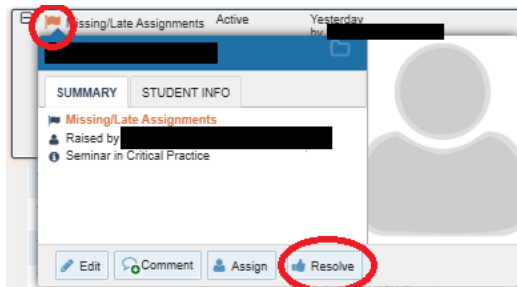 Missing/Late Assignments Active Yesterday
by
SUMMARY STUDENT INFO
Missing/Late Assignments
Raised by
Seminar in Critical Practice
Edit Comment Assign Resolve